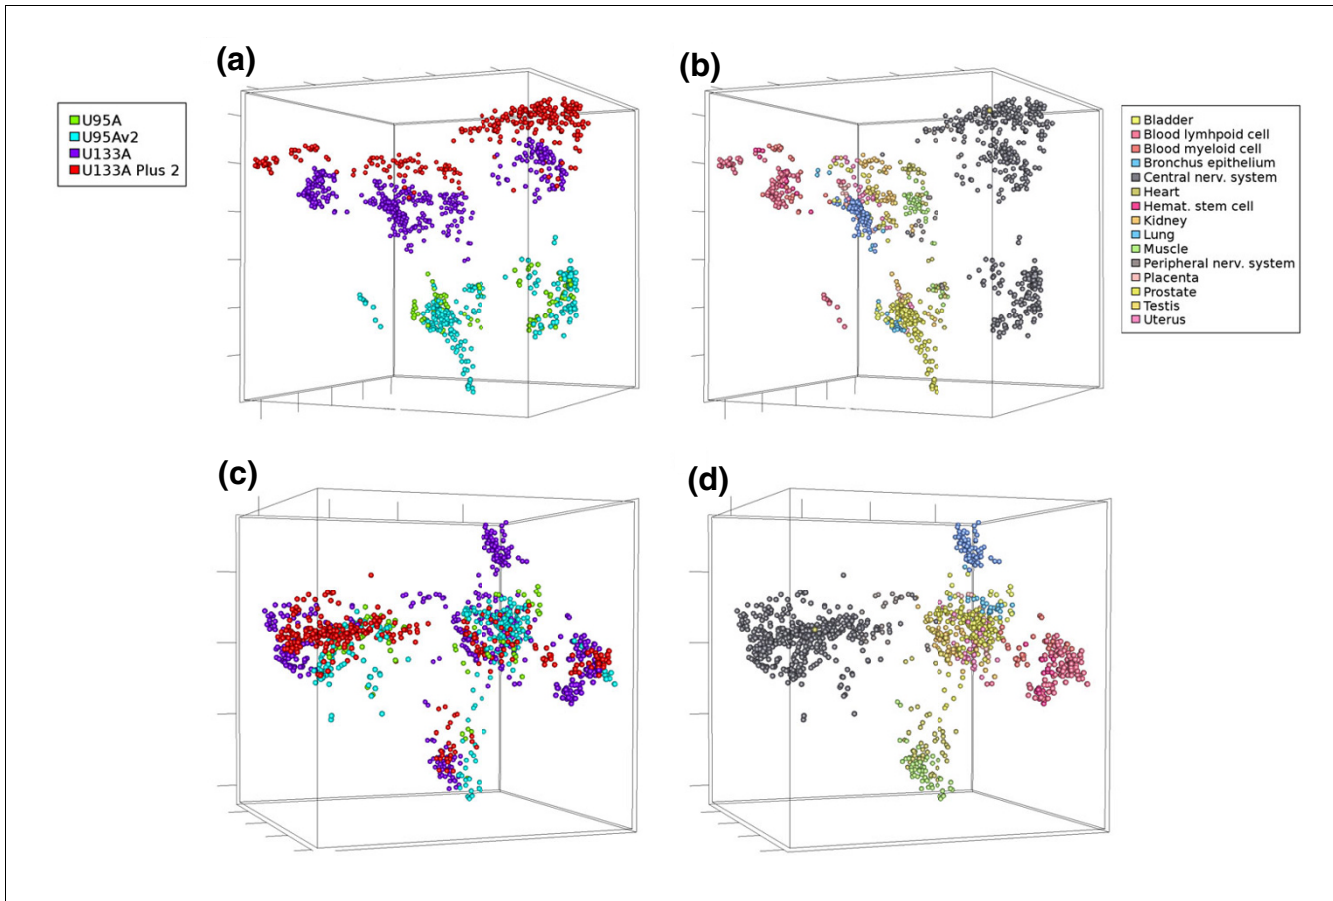 (a)
(b)
U95A
U95Av2
U133A
U133A Plus 2
Bladder
Blood lymhpoid cell
Blood myeloid cell
Bronchus epithelium
Central nerv. system
Heart
Hemat. stem cell
Kidney
Lung
Muscle
Peripheral nerv. system
Placenta
Prostate
Testis
Uterus
(c)
(d)